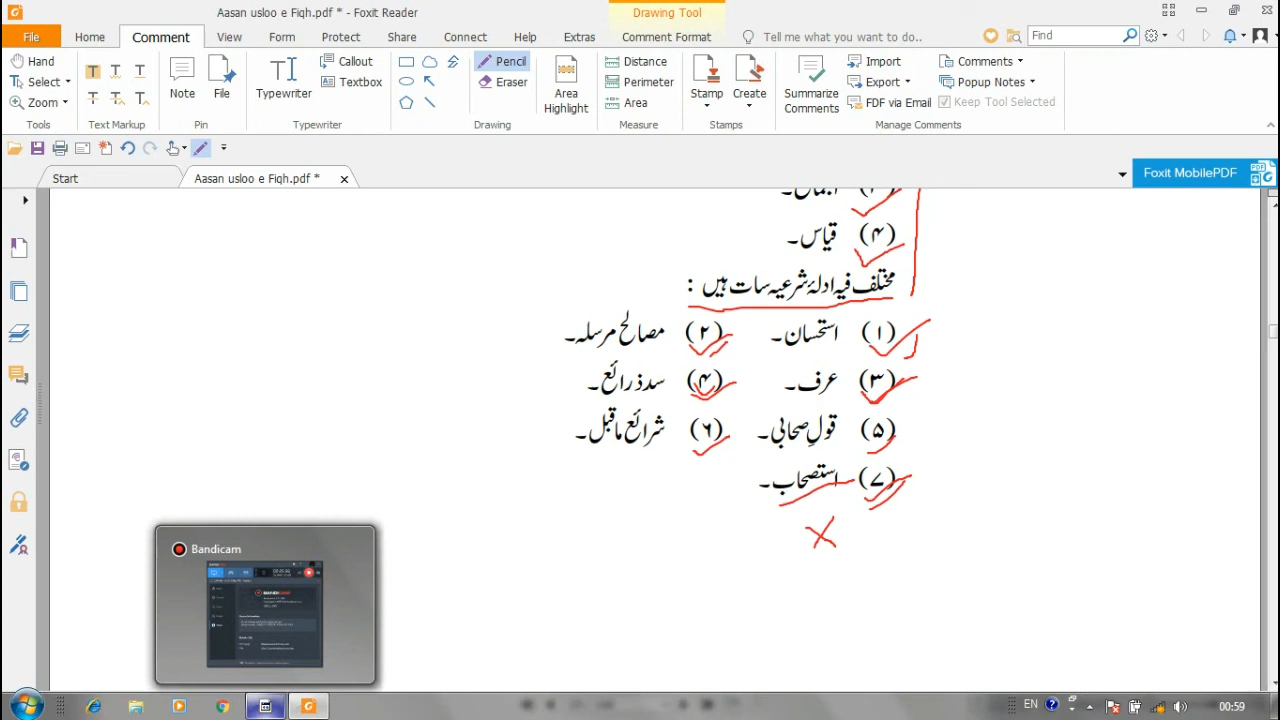 Aasan usloo e Fiqh.pdf * - Foxit Reader
Drawing Tool
File Home Comment View Form Protect Share Connect Help Extras Comment Format Tell me what you want to do.. Find
Hand
Select
Zoom
Tools
Text Markup
Note
File
Pin
Typewriter
Callout
Textbox
Typewriter
Pencil
Eraser
Drawing
Area Highlight
Distance
Perimeter
Area
Measure
Stamp
Create
Stamps
Summarize Comments
Import
Export
FDF via Email
Comments
Popup Notes
Keep Tool Selected
Manage Comments
Start
Aasan usloo e Fiqh.pdf *
Foxit MobilePDF
(۳) اجماع۔
(۴) قیاس۔
مختلف فیہ ادلۂ شرعیہ سات ہیں :
(۱) استحسان۔ (۲) مصالح مرسلہ۔
(۳) عرف۔ (۴) سد ذرائع۔
(۵) قولِ صحابی۔ (۶) شرائع ماقبل۔
(۷) استصحاب۔
Bandicam
EN
00:59